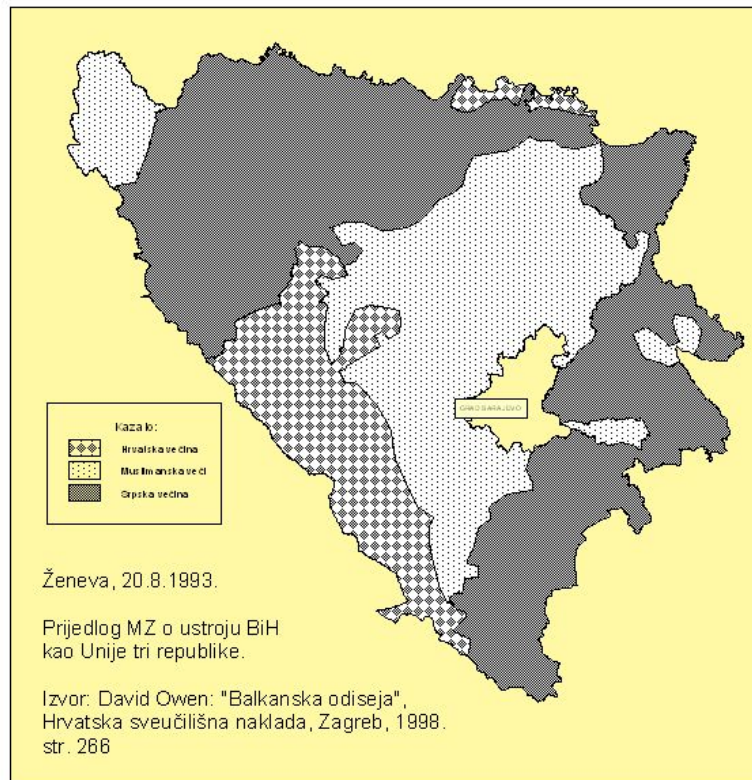 GRAD SARAJEVO
Kazalo:
Hrvatska većina
Muslimanska veći
Srpska većina
Ženeva, 20.8.1993.
Prijedlog MZ o ustroju BiH
kao Unije tri republike.
Izvor: David Owen: "Balkanska odiseja",
Hrvatska sveučilišna naklada, Zagreb, 1998.
str. 266